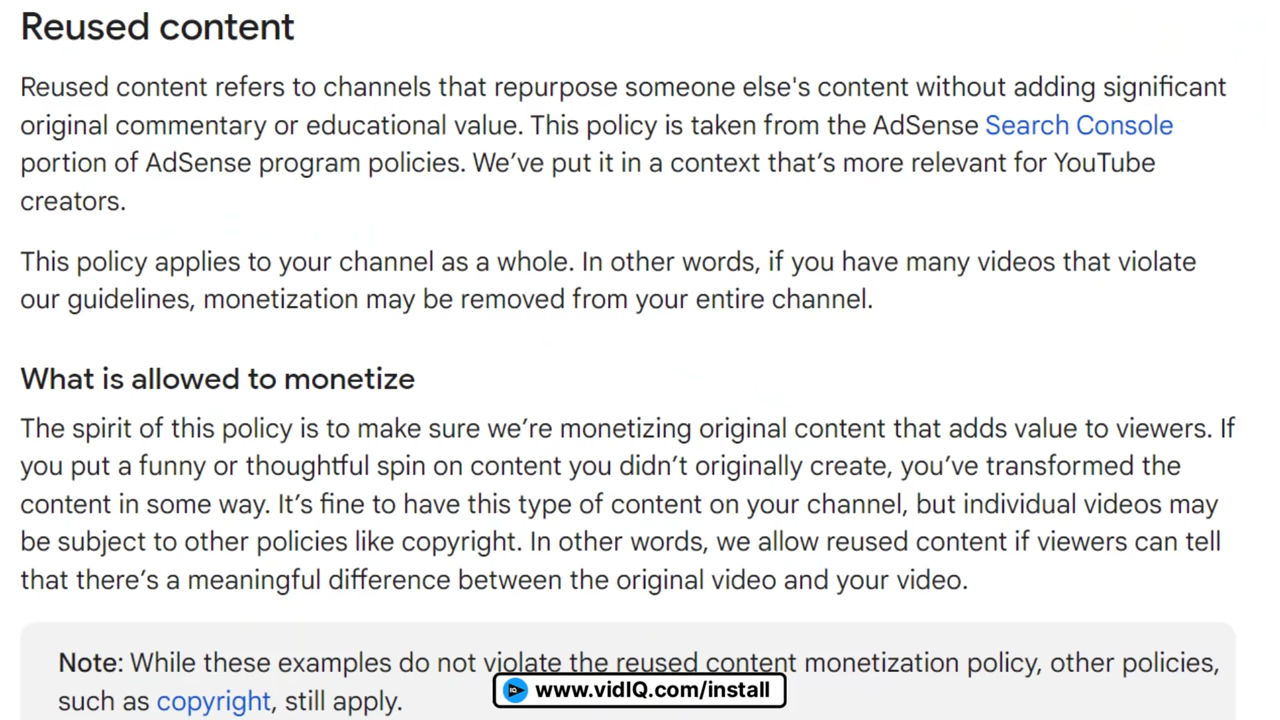 Reused content
Reused content refers to channels that repurpose someone else's content without adding significant
original commentary or educational value. This policy is taken from the AdSense Search Console
portion of AdSense program policies. We’ve put it in a context that’s more relevant for YouTube
creators.
This policy applies to your channel as a whole. In other words, if you have many videos that violate
our guidelines, monetization may be removed from your entire channel.
What is allowed to monetize
The spirit of this policy is to make sure we’re monetizing original content that adds value to viewers. If
you put a funny or thoughtful spin on content you didn’t originally create, you’ve transformed the
content in some way. It’s fine to have this type of content on your channel, but individual videos may
be subject to other policies like copyright. In other words, we allow reused content if viewers can tell
that there’s a meaningful difference between the original video and your video.
Note: While these examples do not violate the reused content monetization policy, other policies,
such as copyright, still apply.
www.vidIQ.com/install